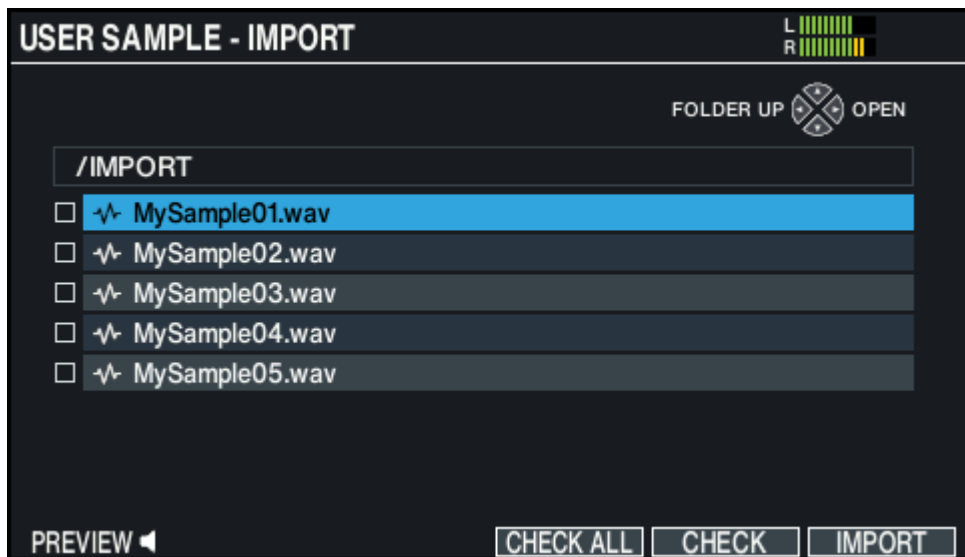 USER SAMPLE - IMPORT
L
R
FOLDER UP OPEN
/IMPORT
MySample01.wav
MySample02.wav
MySample03.wav
MySample04.wav
MySample05.wav
PREVIEW CHECK ALL CHECK IMPORT